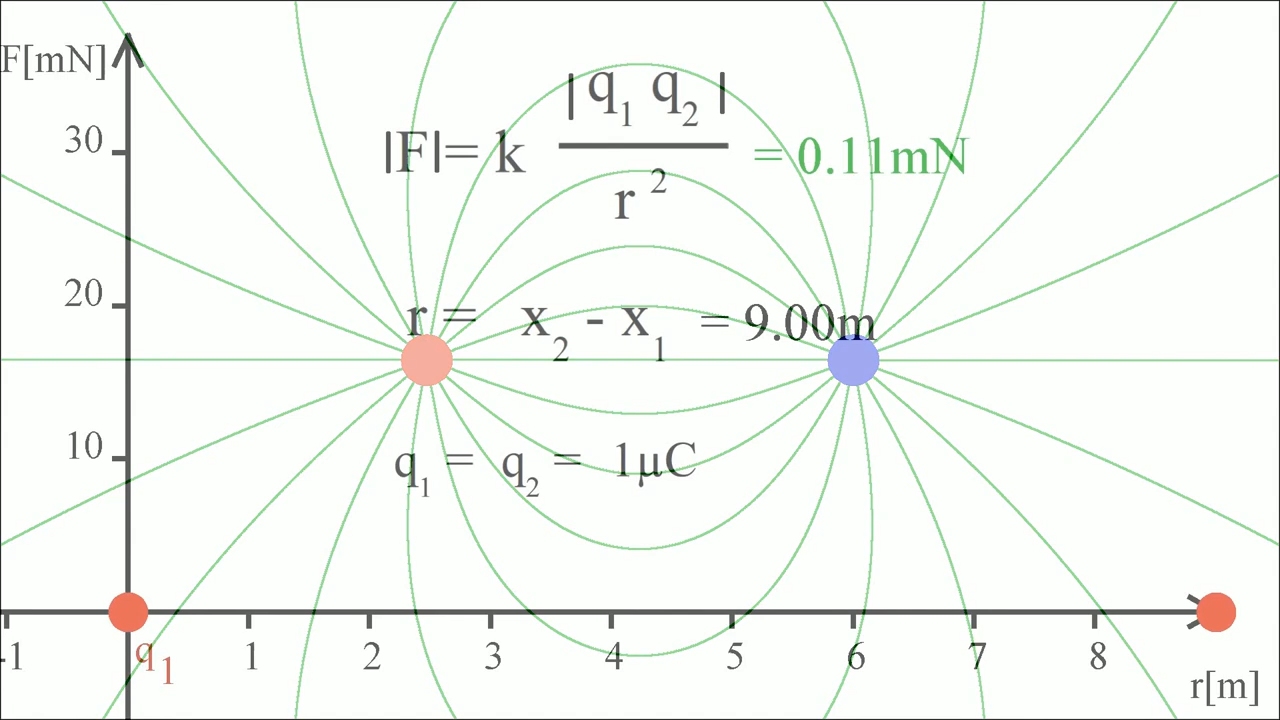 F[mN]
|F|= k | q₁ q₂ | / r ² = 0.11mN
30
20
r = x₂ - x₁ = 9.00m
10
q₁ = q₂ = 1µC
-1 q₁ 1 2 3 4 5 6 7 8
r[m]